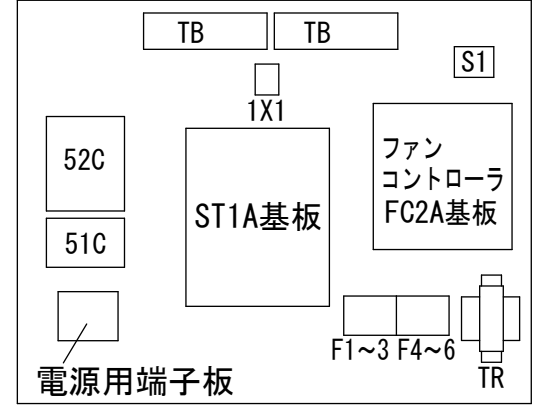 TB TB
S1
1X1
52C
ファン
コントローラ
FC2A基板
ST1A基板
51C
F1~3 F4~6
TR
電源用端子板